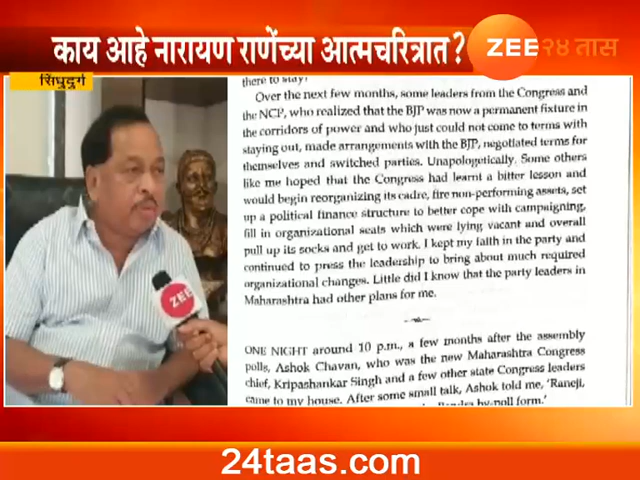 काय आहे नारायण राणेंच्या आत्मचरित्रात?
ZEE २४ तास
सिंधुदुर्ग
there to stay!
Over the next few months, some leaders from the Congress and
the NCP, who realized that the BJP was now a permanent fixture in
the corridors of power and who just could not come to terms with
staying out, made arrangements with the BJP, negotiated terms for
themselves and switched parties. Unapologetically. Some others
like me hoped that the Congress had learnt a bitter lesson and
would begin reorganizing its cadre, fire non-performing assets, set
up a political finance structure to better cope with campaigning,
fill in organizational seats which were lying vacant and overall
pull up its socks and get to work. I kept my faith in the party and
continued to press the leadership to bring about much required
organizational changes. Little did I know that the party leaders in
Maharashtra had other plans for me.
ZEE
ONE NIGHT around 10 p.m., a few months after the assembly
polls, Ashok Chavan, who was the new Maharashtra Congress
chief, Kripashankar Singh and a few other state Congress leaders
came to my house. After some small talk, Ashok told me, 'Raneji,
by-poll form.'
24taas.com